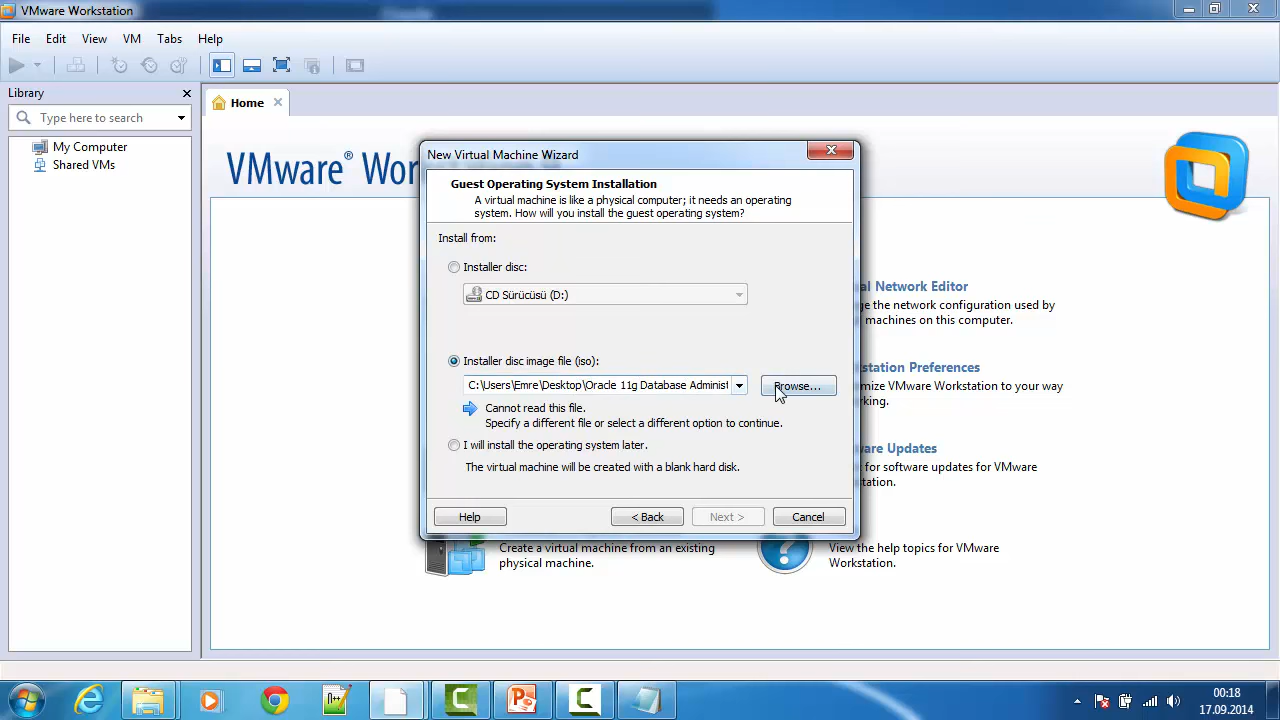 VMware Workstation
File Edit View VM Tabs Help
Library
Type here to search
My Computer
Shared VMs
Home
VMware® Wor
New Virtual Machine Wizard
Guest Operating System Installation
A virtual machine is like a physical computer; it needs an operating
system. How will you install the guest operating system?
Install from:
Installer disc:
CD Sürücüsü (D:)
Installer disc image file (iso):
C:\Users\Emre\Desktop\Oracle 11g Database Administ
Browse...
Cannot read this file.
Specify a different file or select a different option to continue.
I will install the operating system later.
The virtual machine will be created with a blank hard disk.
Help
< Back
Next >
Cancel
al Network Editor
ge the network configuration used by
machines on this computer.
station Preferences
mize VMware Workstation to your way
rking.
ware Updates
for software updates for VMware
station.
Create a virtual machine from an existing
physical machine.
View the help topics for VMware
Workstation.
00:18
17.09.2014